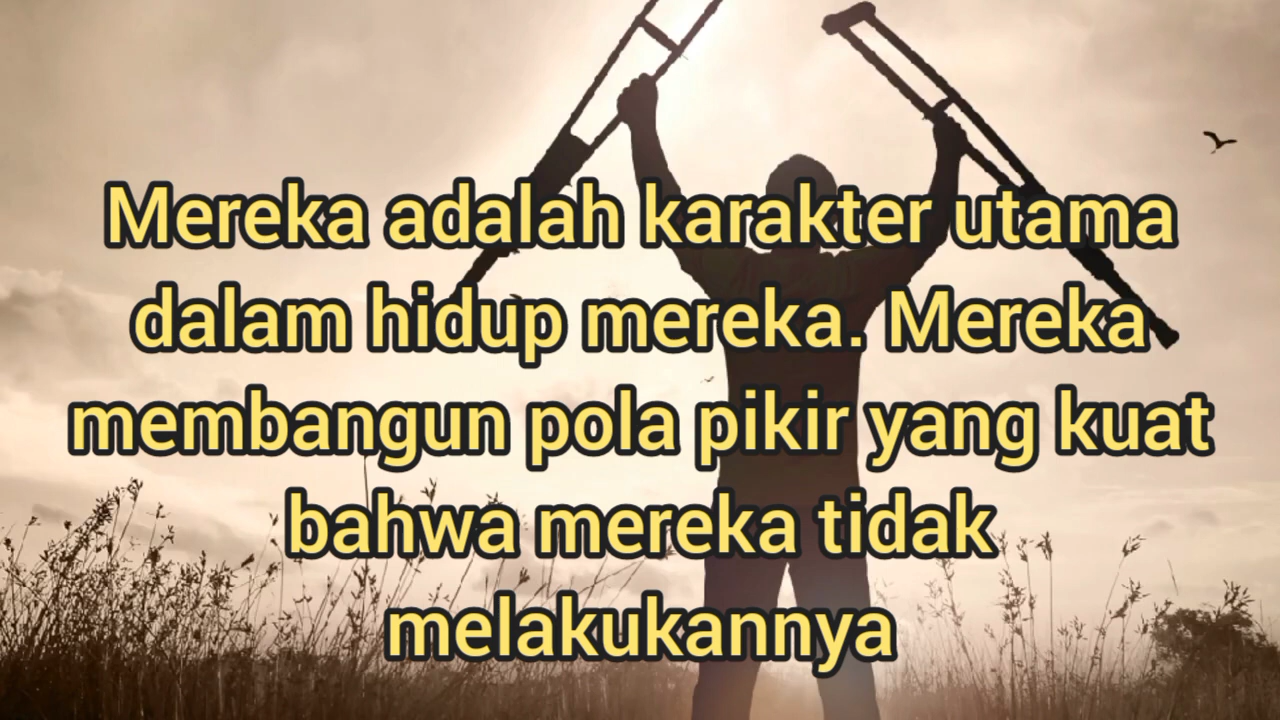 Mereka adalah karakter utama
dalam hidup mereka. Mereka
membangun pola pikir yang kuat
bahwa mereka tidak
melakukannya